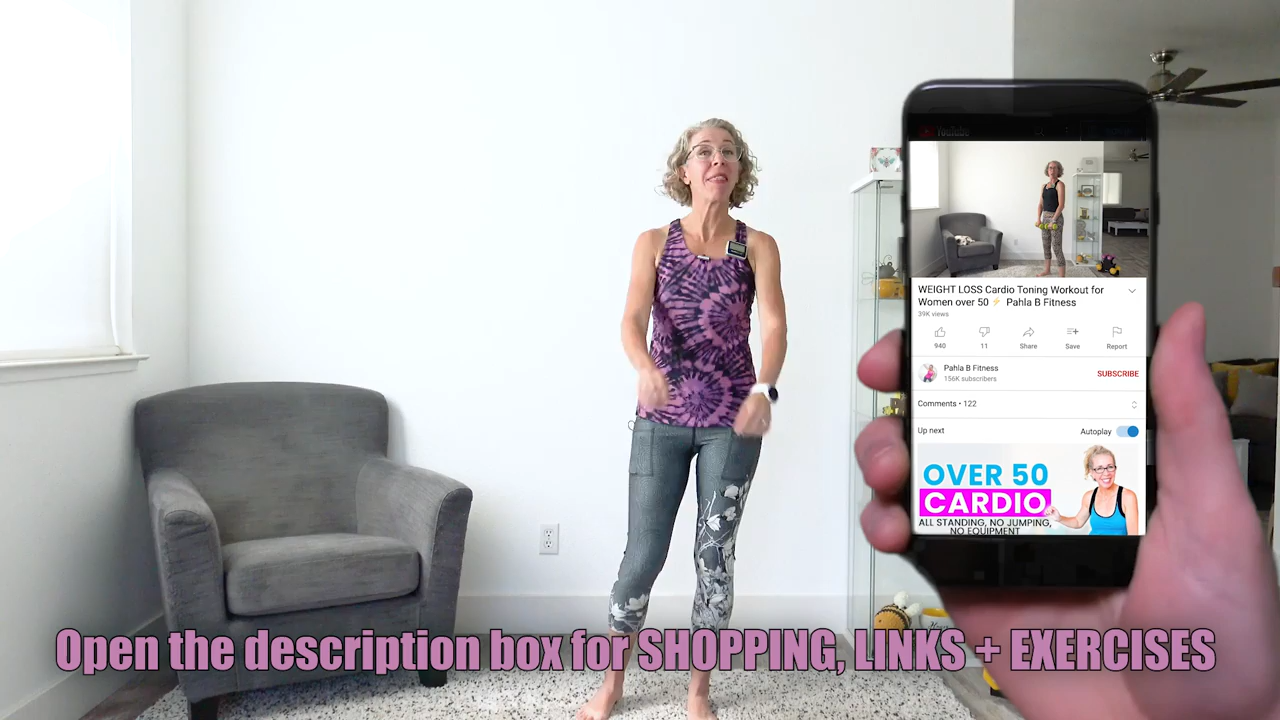 YouTube
WEIGHT LOSS Cardio Toning Workout for
Women over 50 ⚡ Pahla B Fitness
39K views
940
11
Share
Save
Report
Pahla B Fitness
156K subscribers
SUBSCRIBE
Comments • 122
Up next
Autoplay
OVER 50
CARDIO
ALL STANDING, NO JUMPING,
NO EQUIPMENT
Open the description box for SHOPPING, LINKS + EXERCISES